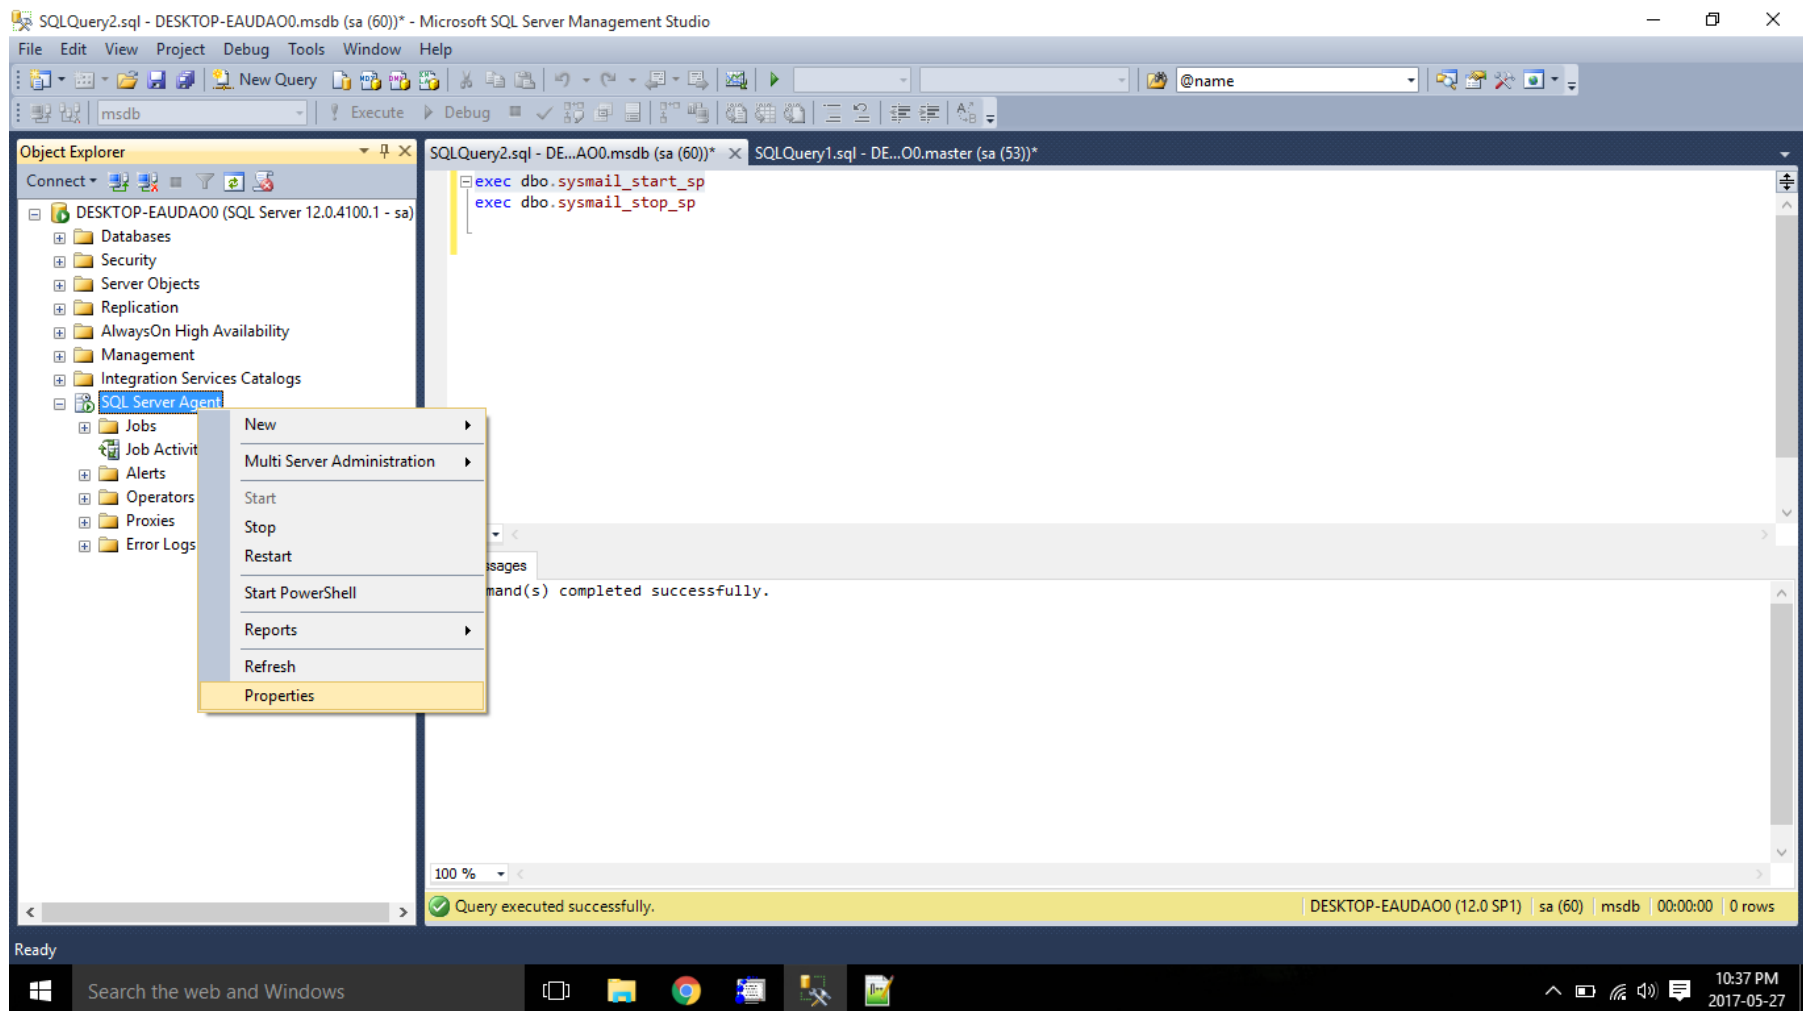 SQLQuery2.sql - DESKTOP-EAUDAO0.msdb (sa (60))* - Microsoft SQL Server Management Studio
File Edit View Project Debug Tools Window Help
New Query @name
msdb Execute Debug
Object Explorer
SQLQuery2.sql - DE...AO0.msdb (sa (60))* SQLQuery1.sql - DE...O0.master (sa (53))*
Connect
exec dbo.sysmail_start_sp
exec dbo.sysmail_stop_sp
DESKTOP-EAUDAO0 (SQL Server 12.0.4100.1 - sa)
Databases
Security
Server Objects
Replication
AlwaysOn High Availability
Management
Integration Services Catalogs
SQL Server Agent
Jobs
Job Activit
Alerts
Operators
Proxies
Error Logs
New
Multi Server Administration
Start
Stop
Restart
Start PowerShell
Reports
Refresh
Properties
ssages
mand(s) completed successfully.
100 %
Query executed successfully. DESKTOP-EAUDAO0 (12.0 SP1) sa (60) msdb 00:00:00 0 rows
Ready
Search the web and Windows
10:37 PM
2017-05-27